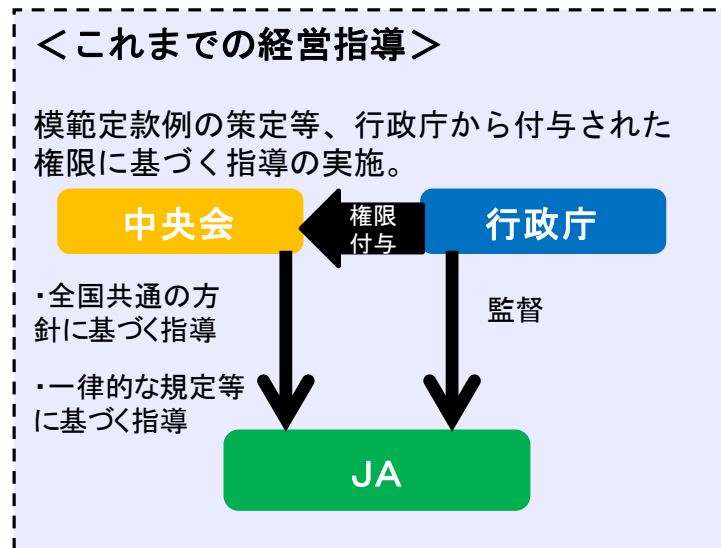 ＜これまでの経営指導＞
模範定款例の策定等、行政庁から付与された
権限に基づく指導の実施。
中央会
権限
付与
行政庁
・全国共通の方
針に基づく指導
監督
・一律的な規定等
に基づく指導
JA